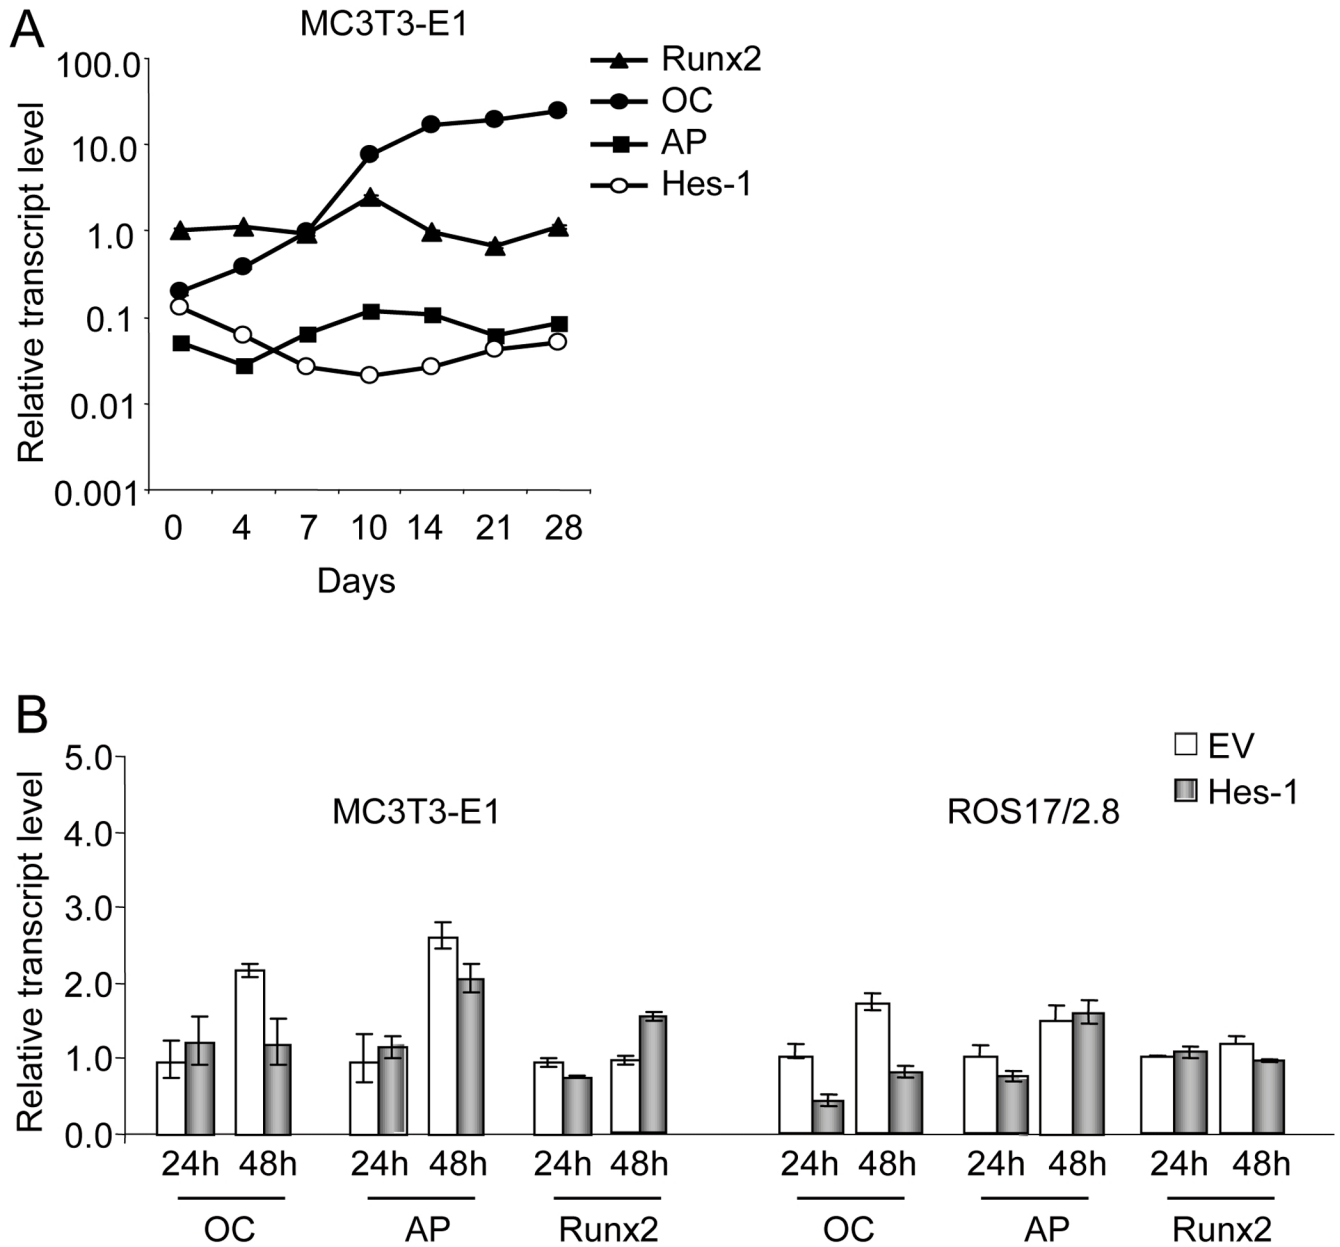 A
MC3T3-E1
Relative transcript level
100.0
10.0
1.0
0.1
0.01
0.001
0 4 7 10 14 21 28
Days
Runx2
OC
AP
Hes-1
B
Relative transcript level
5.0
4.0
3.0
2.0
1.0
0.0
MC3T3-E1
ROS17/2.8
EV
Hes-1
24h 48h 24h 48h 24h 48h 24h 48h 24h 48h 24h 48h
OC AP Runx2 OC AP Runx2